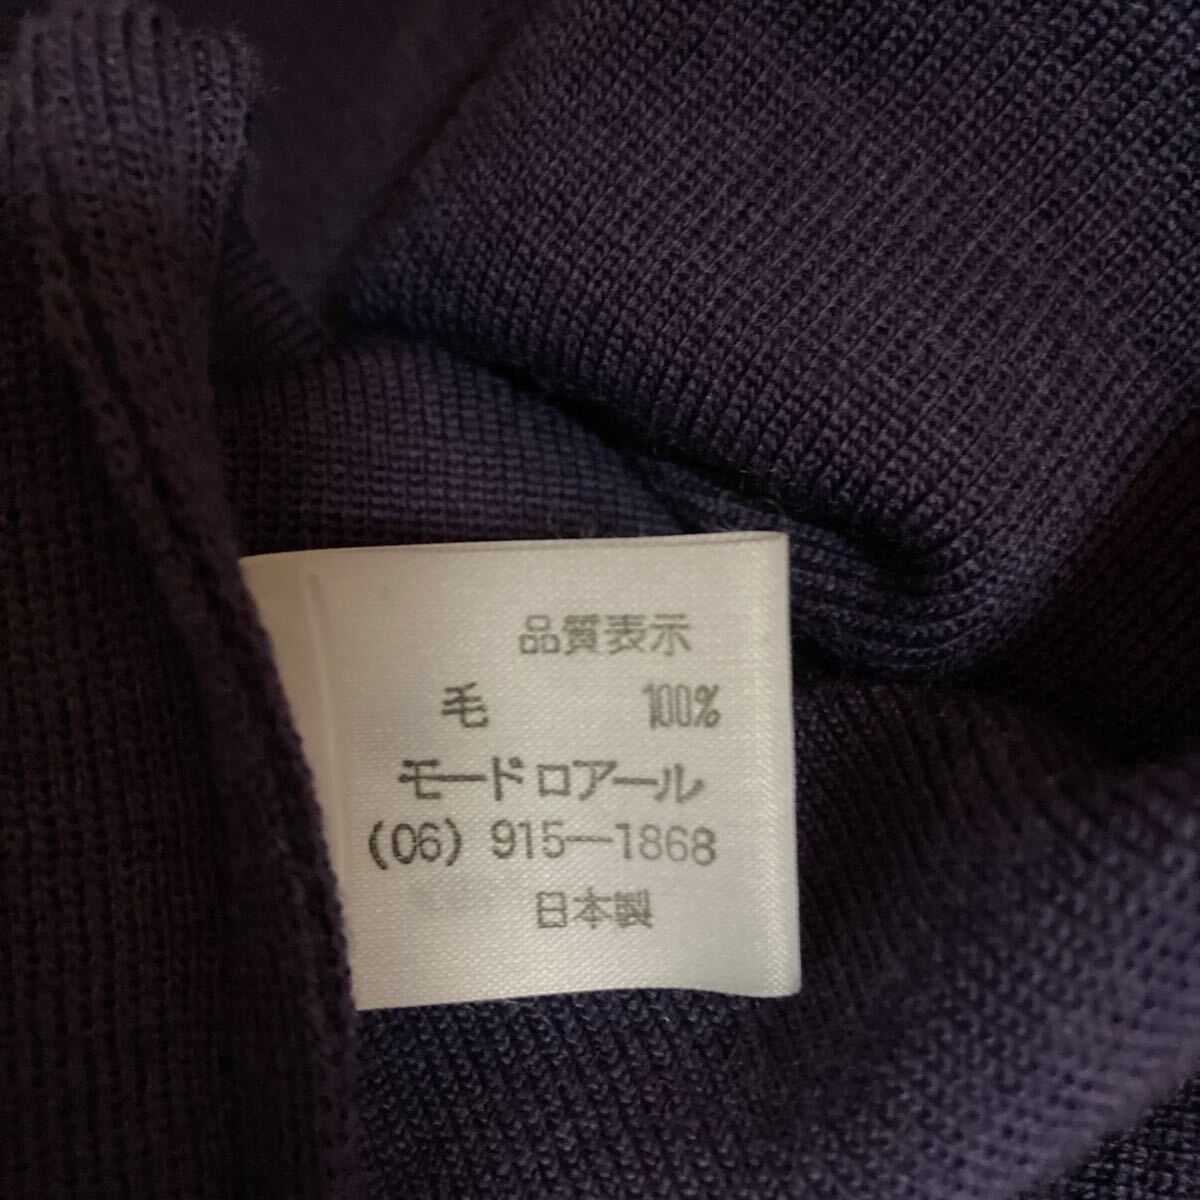 品質表示
毛 100%
モードロアール
(06) 915-1868
日本製